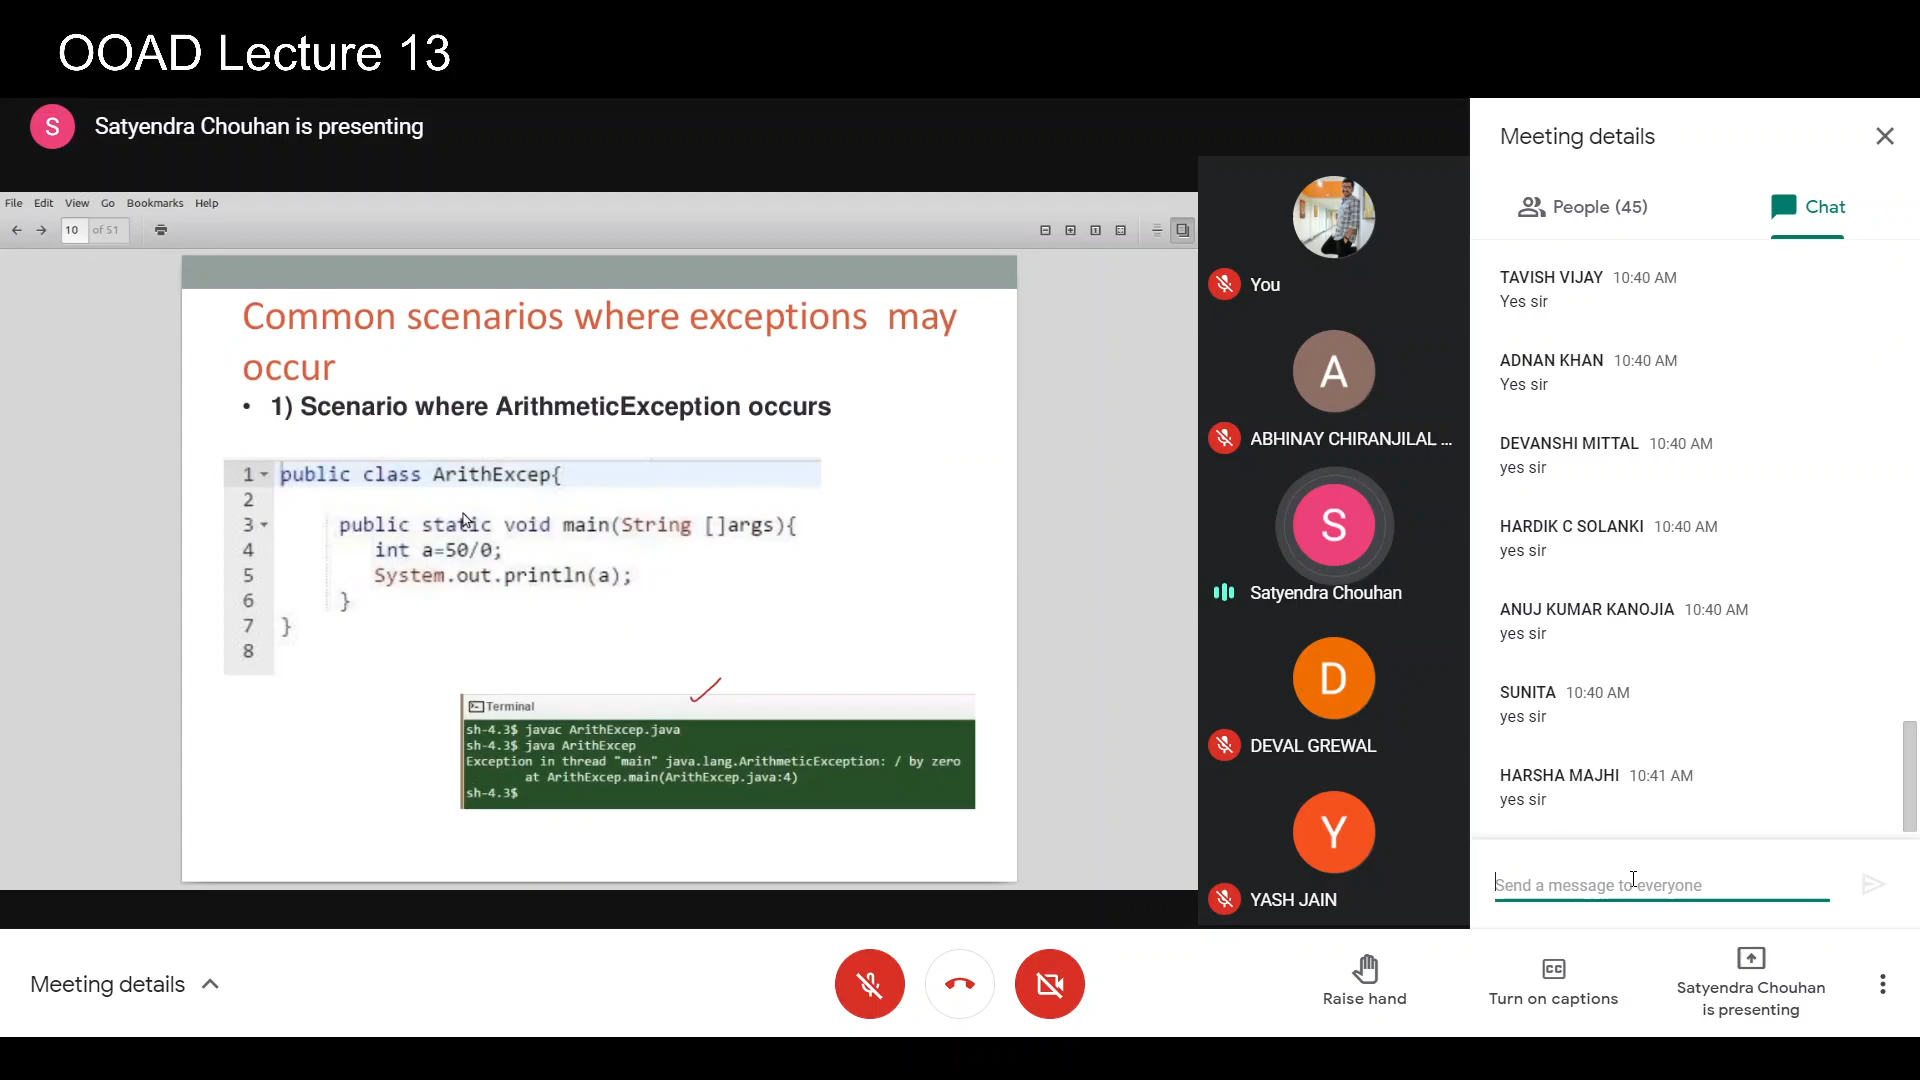 OOAD Lecture 13
S
Satyendra Chouhan is presenting
File Edit View Go Bookmarks Help
10 of 51
Common scenarios where exceptions may
occur
• 1) Scenario where ArithmeticException occurs
1 public class ArithExcep{
2
3 public static void main(String []args){
4 int a=50/0;
5 System.out.println(a);
6 }
7 }
8
Terminal
sh-4.3$ javac ArithExcep.java
sh-4.3$ java ArithExcep
Exception in thread "main" java.lang.ArithmeticException: / by zero
at ArithExcep.main(ArithExcep.java:4)
sh-4.3$
You
A
ABHINAY CHIRANJILAL ...
S
Satyendra Chouhan
D
DEVAL GREWAL
Y
YASH JAIN
Meeting details
People (45)
Chat
TAVISH VIJAY 10:40 AM
Yes sir
ADNAN KHAN 10:40 AM
Yes sir
DEVANSHI MITTAL 10:40 AM
yes sir
HARDIK C SOLANKI 10:40 AM
yes sir
ANUJ KUMAR KANOJIA 10:40 AM
yes sir
SUNITA 10:40 AM
yes sir
HARSHA MAJHI 10:41 AM
yes sir
Send a message to everyone
Meeting details
Raise hand
CC
Turn on captions
Satyendra Chouhan
is presenting